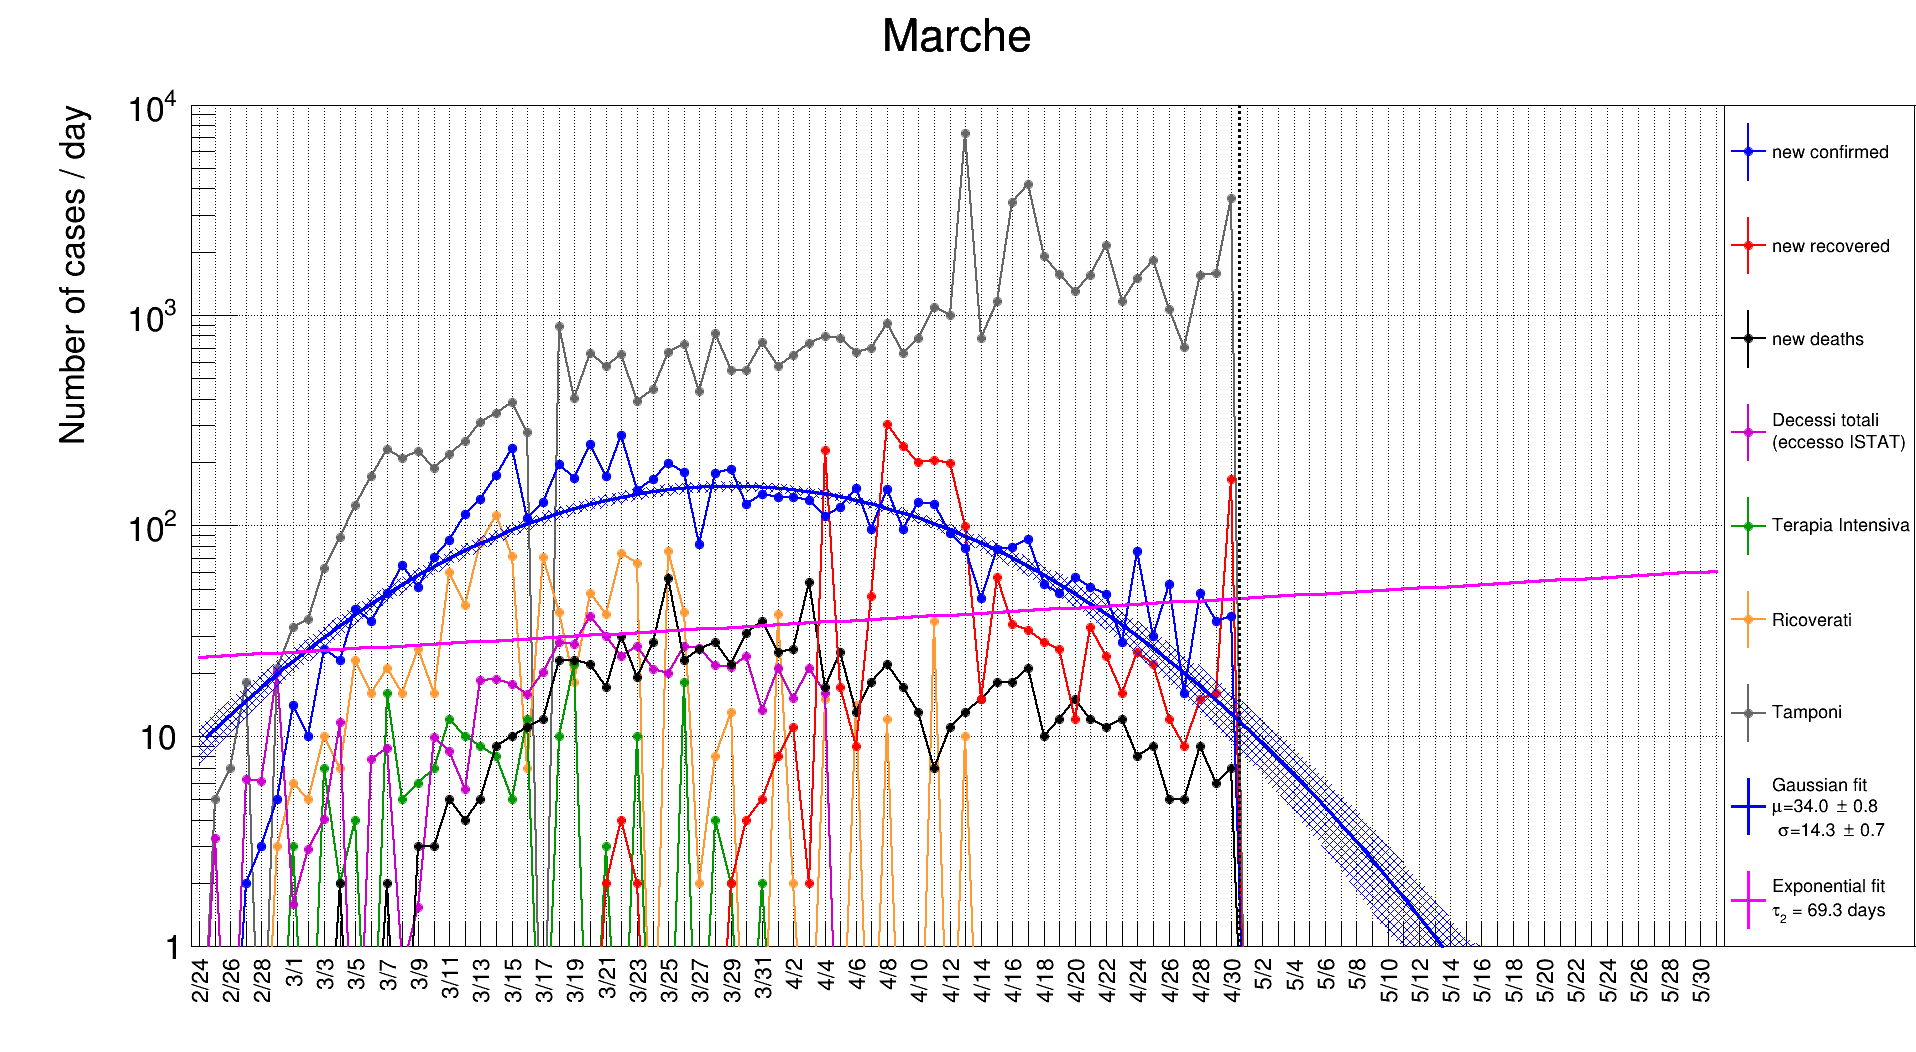 Marche
Number of cases / day
10⁴
10³
10²
10
1
2/24 2/26 2/28 3/1 3/3 3/5 3/7 3/9 3/11 3/13 3/15 3/17 3/19 3/21 3/23 3/25 3/27 3/29 3/31 4/2 4/4 4/6 4/8 4/10 4/12 4/14 4/16 4/18 4/20 4/22 4/24 4/26 4/28 4/30 5/2 5/4 5/6 5/8 5/10 5/12 5/14 5/16 5/18 5/20 5/22 5/24 5/26 5/28 5/30
new confirmed
new recovered
new deaths
Decessi totali
(eccesso ISTAT)
Terapia Intensiva
Ricoverati
Tamponi
Gaussian fit
μ=34.0 ± 0.8
σ=14.3 ± 0.7
Exponential fit
τ₂ = 69.3 days